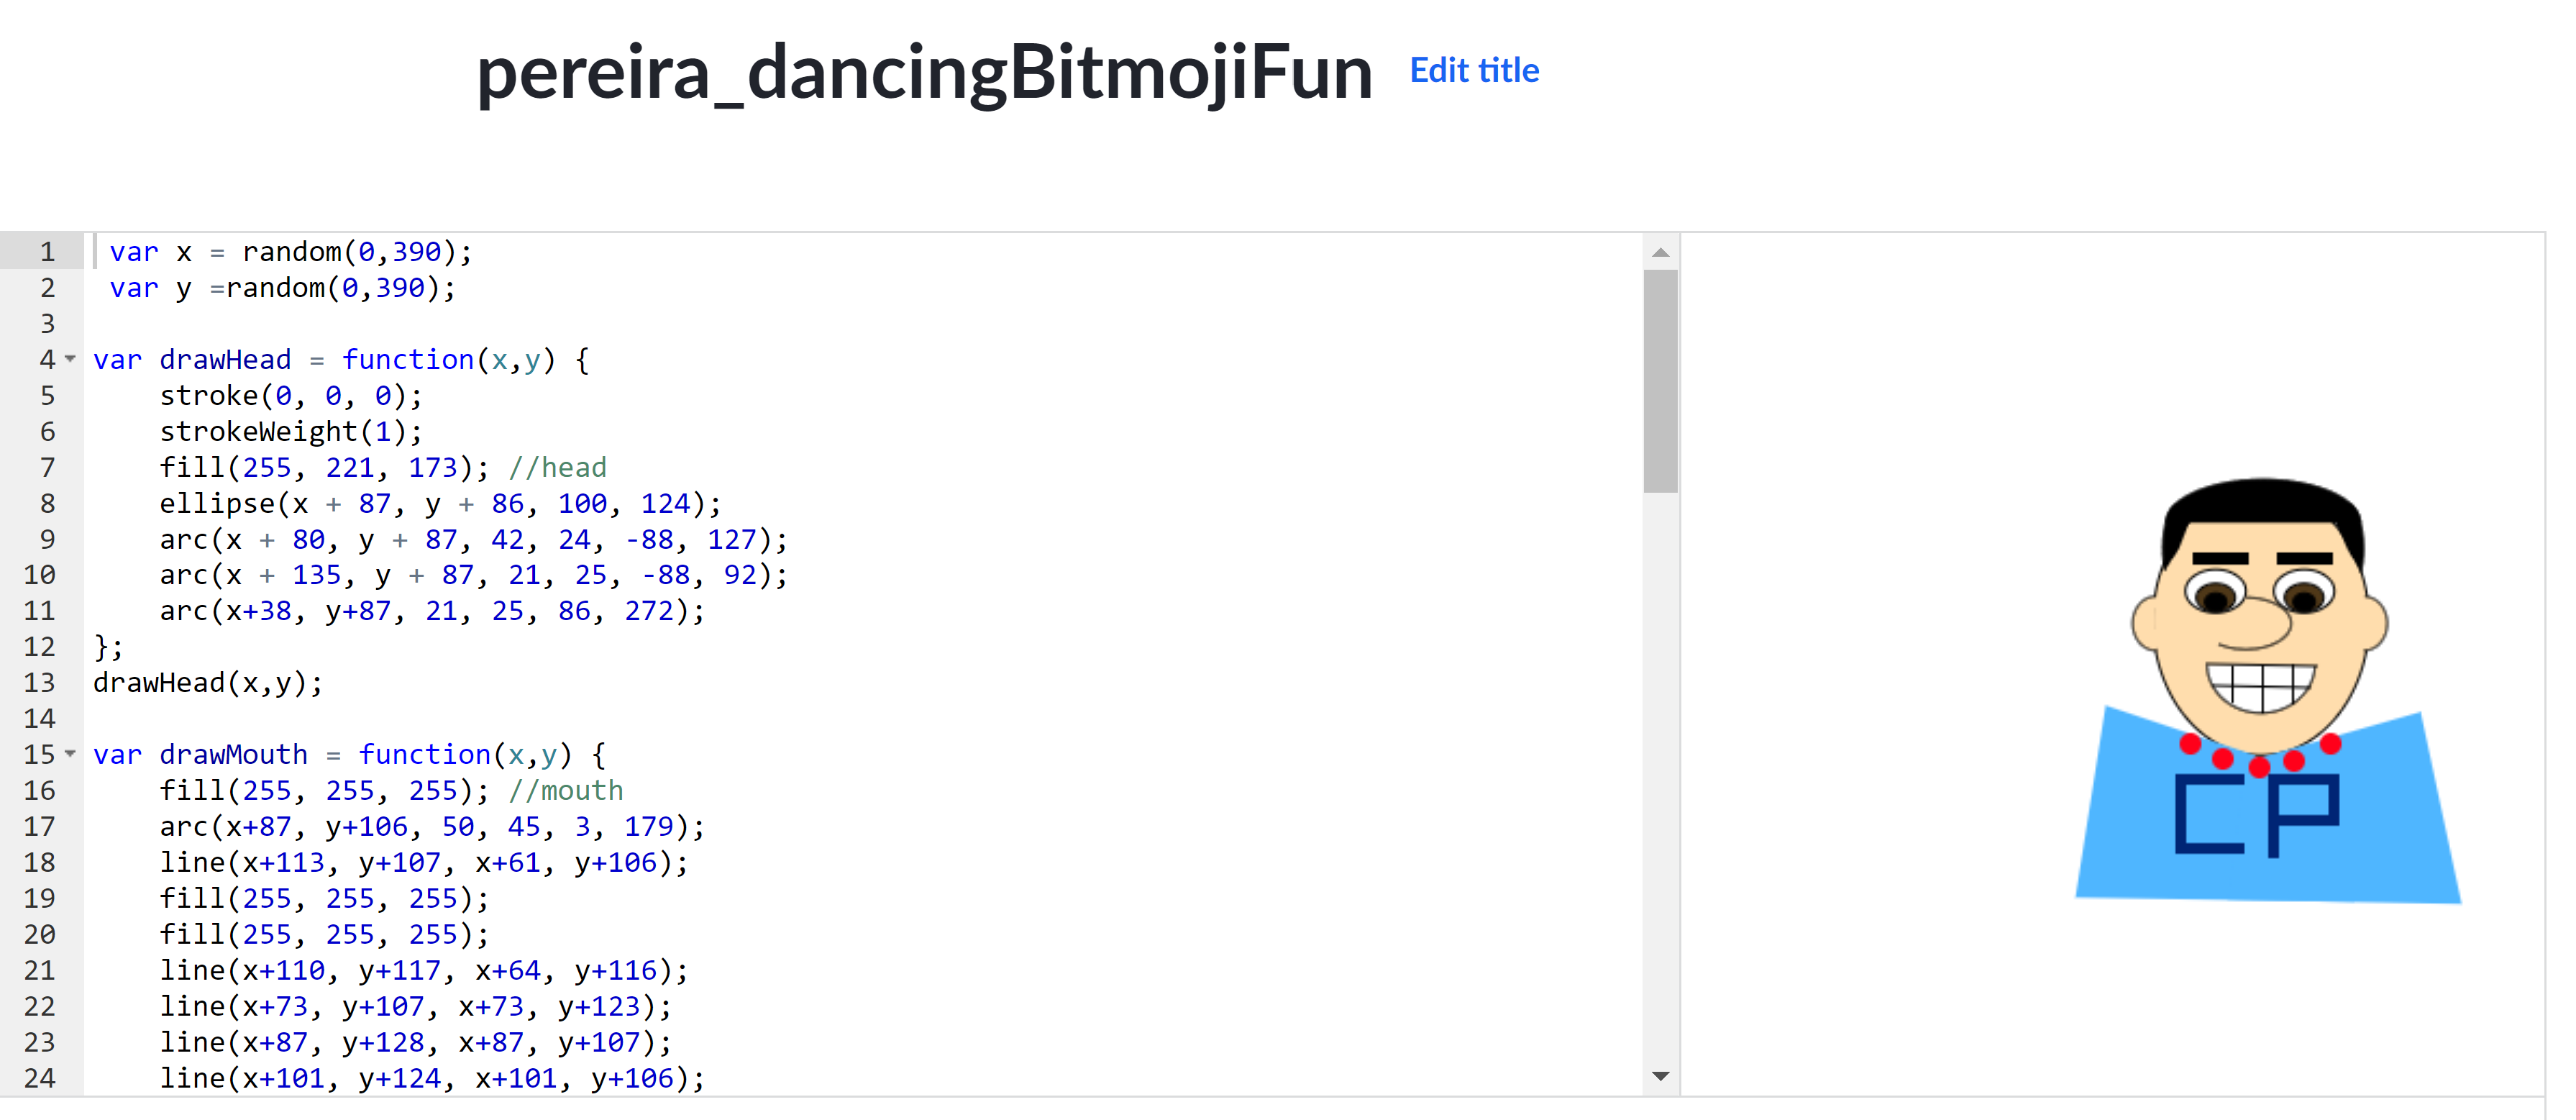 pereira_dancingBitmojiFun Edit title
1 var x = random(0,390);
2 var y =random(0,390);
3
4 var drawHead = function(x,y) {
5 stroke(0, 0, 0);
6 strokeWeight(1);
7 fill(255, 221, 173); //head
8 ellipse(x + 87, y + 86, 100, 124);
9 arc(x + 80, y + 87, 42, 24, -88, 127);
10 arc(x + 135, y + 87, 21, 25, -88, 92);
11 arc(x+38, y+87, 21, 25, 86, 272);
12 };
13 drawHead(x,y);
14
15 var drawMouth = function(x,y) {
16 fill(255, 255, 255); //mouth
17 arc(x+87, y+106, 50, 45, 3, 179);
18 line(x+113, y+107, x+61, y+106);
19 fill(255, 255, 255);
20 fill(255, 255, 255);
21 line(x+110, y+117, x+64, y+116);
22 line(x+73, y+107, x+73, y+123);
23 line(x+87, y+128, x+87, y+107);
24 line(x+101, y+124, x+101, y+106);
CP